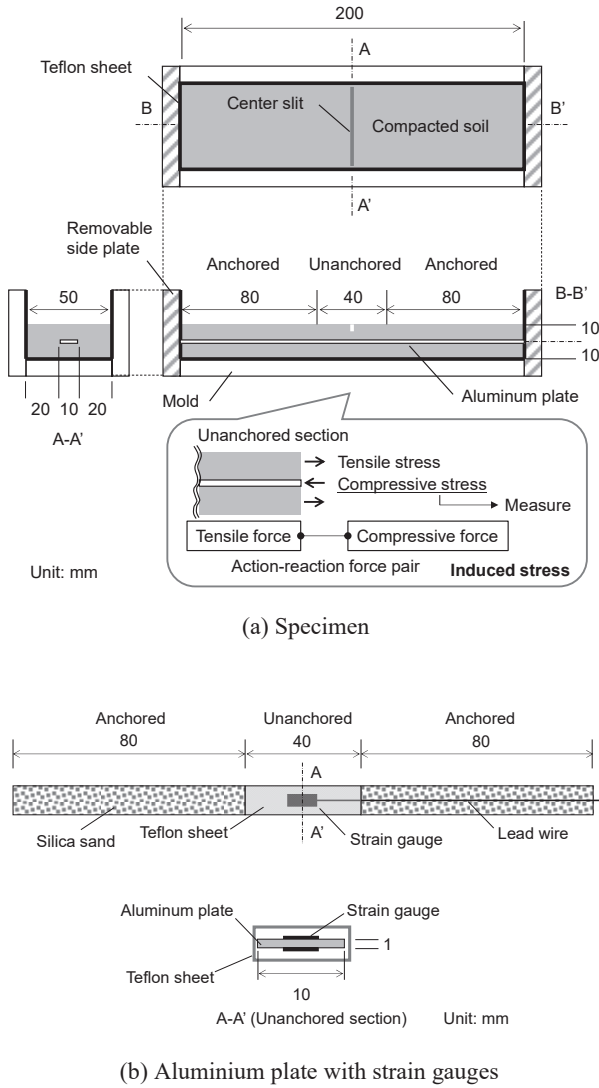 200
A
Teflon sheet
Center slit
B
B'
Compacted soil
A'
Removable
side plate
Anchored
Unanchored
Anchored
B-B'
50
80
40
80
10
10
Aluminum plate
20 10 20
Mold
A-A'
Unanchored section
Tensile stress
Compressive stress
Measure
Tensile force
Compressive force
Action-reaction force pair
Induced stress
Unit: mm
(a) Specimen
Anchored
Unanchored
Anchored
80
40
80
A
A'
Silica sand
Teflon sheet
Strain gauge
Lead wire
Aluminum plate
Strain gauge
1
Teflon sheet
10
A-A' (Unanchored section)
Unit: mm
(b) Aluminium plate with strain gauges